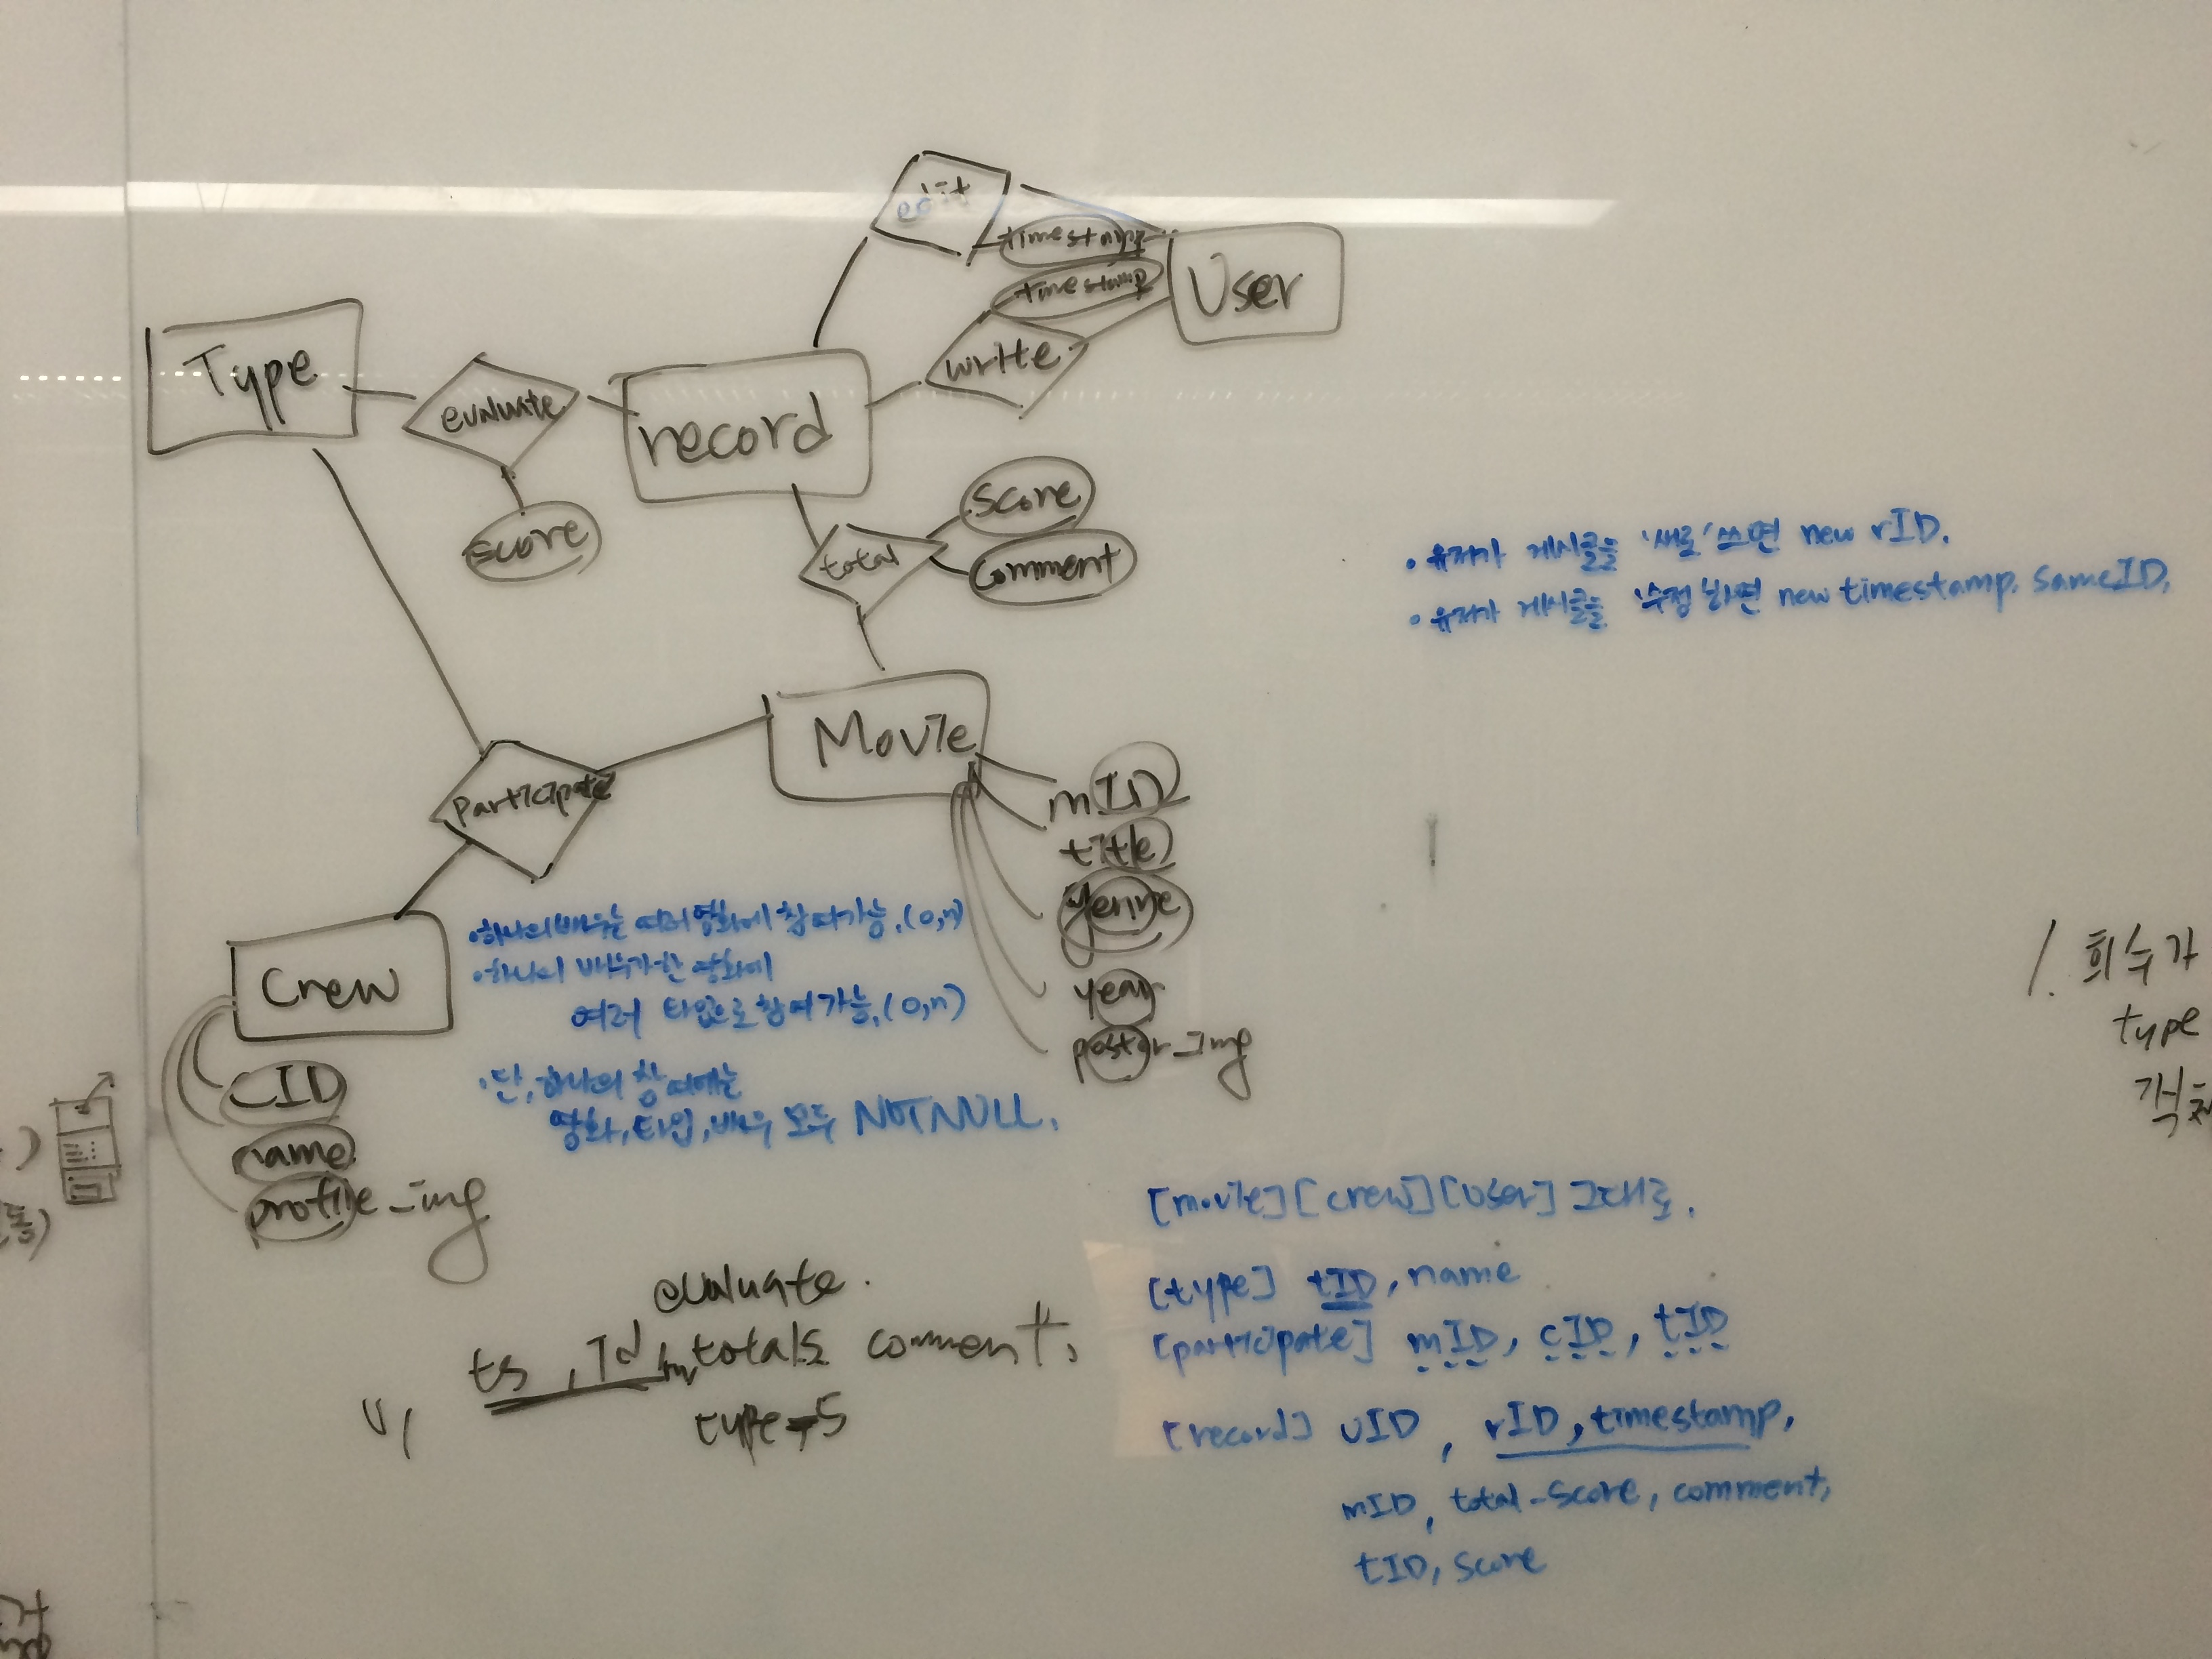 edit
timestamp
timestamp
User
write
Type
evaluate
record
score
score
total
comment
· 유저가 게시글을 '새로' 쓰면 new rID.
· 유저가 게시글을 '수정'하면 new timestamp, same ID,
Movie
mID
title
genre
year
poster_img
participate
Crew
CID
name
profile_img
· 하나의 배우는 여러 영화에 참여가능, (0,n)
· 하나의 배우가 한 영화에
여러 타입으로 참여가능, (0,n)
· 단, 하나의 참여에는
영화, 타입, 배우 모두 NOT NULL.
1. 희수가
type
evaluate.
ts, Id, m, totals comment,
U,
type-S
[movie][crew][user] 그대로.
[type] tID, name
[participate] mID, cID, tID
[record] uID, rID, timestamp,
mID, total-score, comment,
tID, score